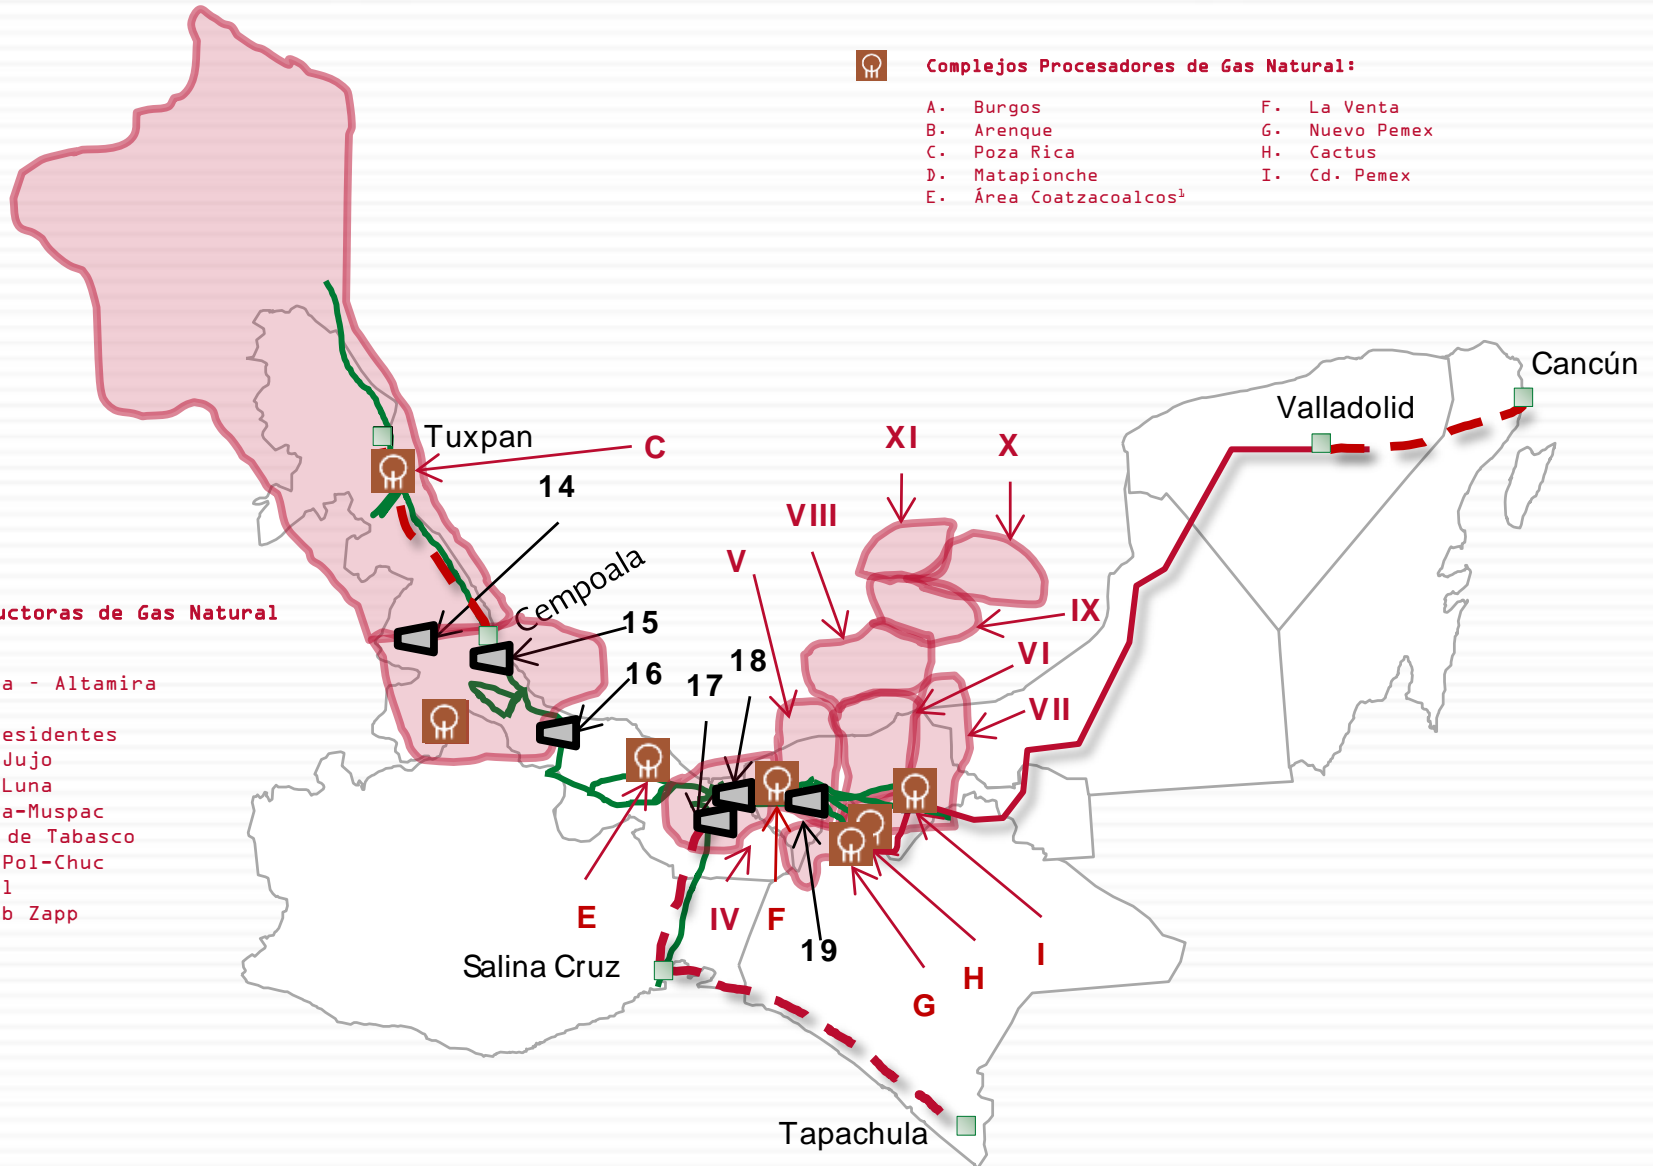 Complejos Procesadores de Gas Natural:
A. Burgos
B. Arenque
C. Poza Rica
D. Matapionche
E. Área Coatzacoalcos¹
F. La Venta
G. Nuevo Pemex
H. Cactus
I. Cd. Pemex
Cancún
Valladolid
Tuxpan
C
XI
X
14
VIII
V
Cempoala
uctoras de Gas Natural
IX
15
VI
18
16
17
a - Altamira
VII
esidentes
Jujo
Luna
a-Muspac
de Tabasco
Pol-Chuc
l
b Zapp
E
IV
F
19
I
Salina Cruz
H
G
Tapachula